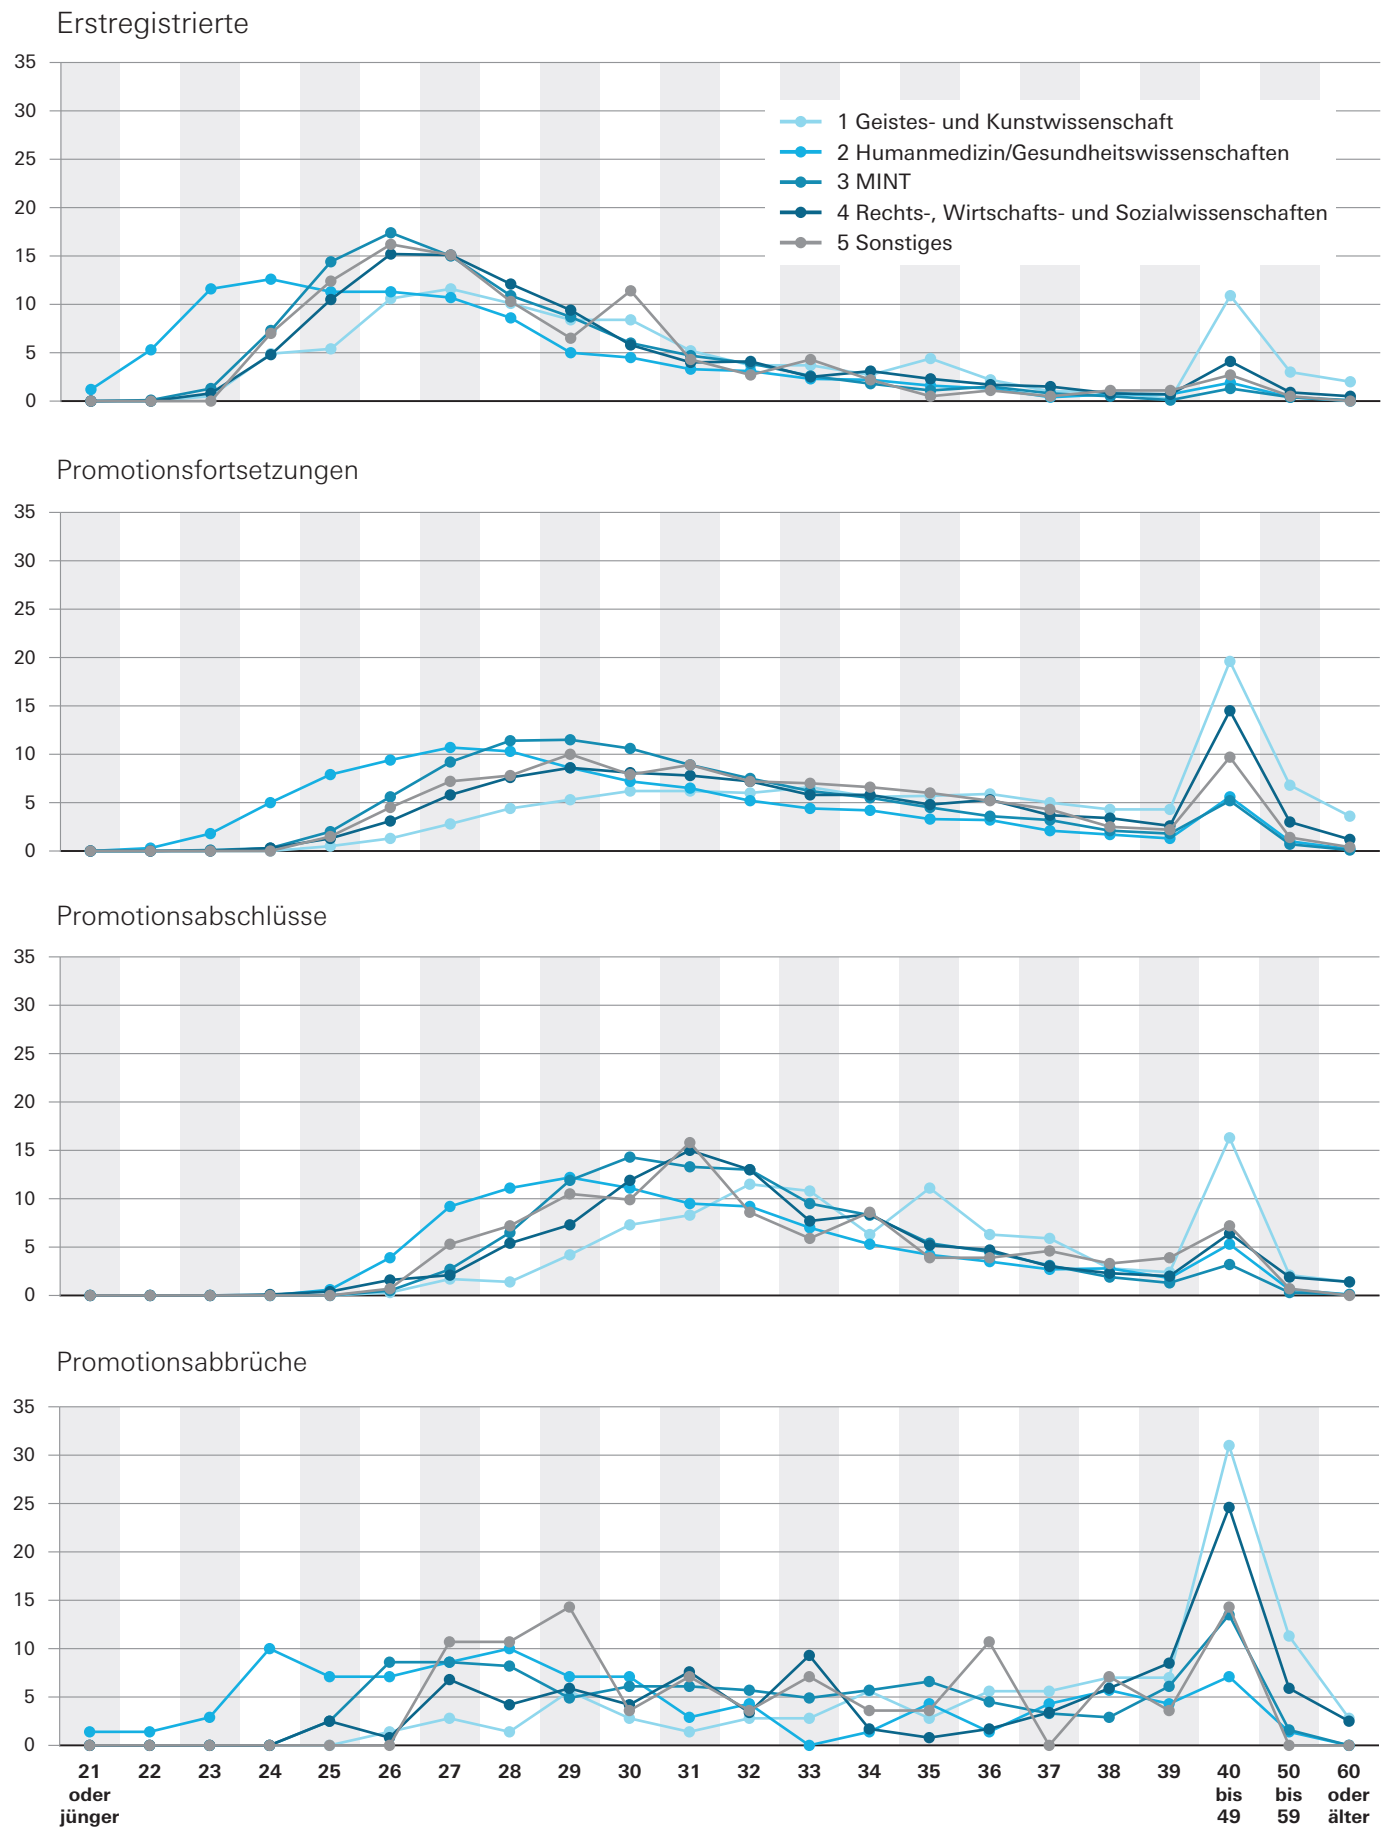 Erstregistrierte
35
30
25
20
15
10
5
0
1 Geistes- und Kunstwissenschaft
2 Humanmedizin/Gesundheitswissenschaften
3 MINT
4 Rechts-, Wirtschafts- und Sozialwissenschaften
5 Sonstiges
Promotionsfortsetzungen
35
30
25
20
15
10
5
0
Promotionsabschlüsse
35
30
25
20
15
10
5
0
Promotionsabbrüche
35
30
25
20
15
10
5
0
21 22 23 24 25 26 27 28 29 30 31 32 33 34 35 36 37 38 39 40 50 60
oder bis bis oder
jünger 49 59 älter